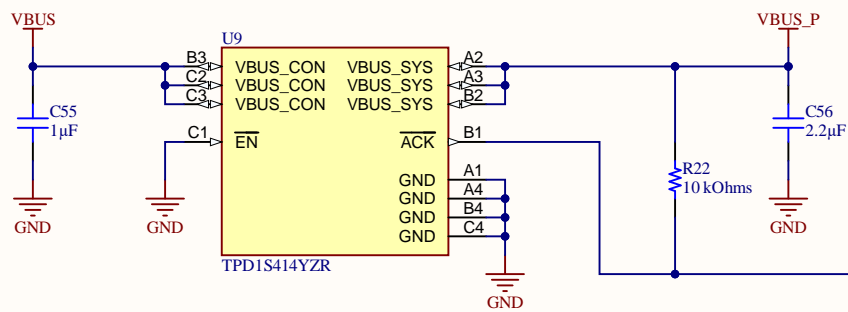 VBUS
VBUS_P
U9
B3 VBUS_CON VBUS_SYS A2
C2 VBUS_CON VBUS_SYS A3
C3 VBUS_CON VBUS_SYS B2
C55
1µF
C56
2.2µF
C1 EN ACK B1
R22
10 kOhms
GND A1
GND A4
GND B4
GND C4
GND
GND
GND
TPD1S414YZR
GND